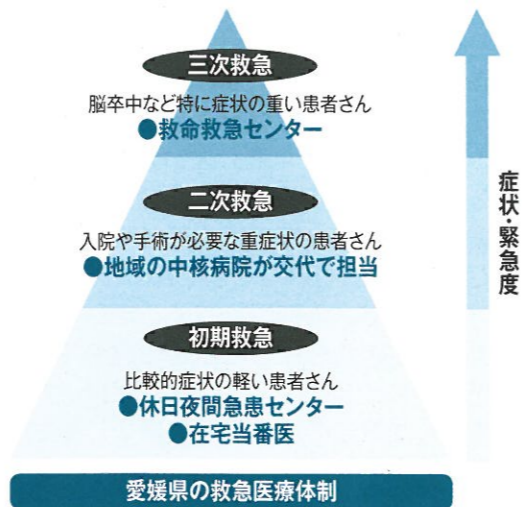 三次救急
脳卒中など特に症状の重い患者さん
●救命救急センター
二次救急
入院や手術が必要な重症状の患者さん
●地域の中核病院が交代で担当
初期救急
比較的症状の軽い患者さん
●休日夜間急患センター
●在宅当番医
症状・緊急度
愛媛県の救急医療体制